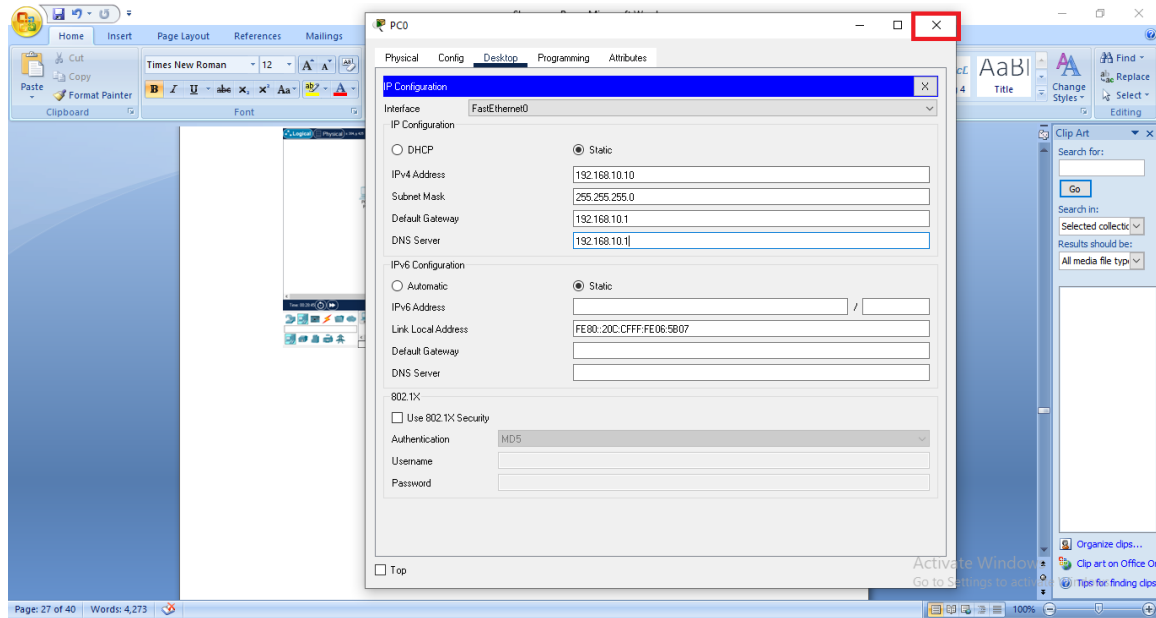 Home Insert Page Layout References Mailings
Cut
Copy
Format Painter
Paste
Clipboard
Times New Roman 12
B I U abc
Font
PC0
Physical Config Desktop Programming Attributes
IP Configuration X
Interface FastEthernet0
IP Configuration
DHCP Static
IPv4 Address 192.168.10.10
Subnet Mask 255.255.255.0
Default Gateway 192.168.10.1
DNS Server 192.168.10.1
IPv6 Configuration
Automatic Static
IPv6 Address /
Link Local Address FE80::20C:CFFF:FE06:5B07
Default Gateway
DNS Server
802.1X
Use 802.1X Security
Authentication MD5
Username
Password
Top
AaBl
Title
Change
Styles
Find
Replace
Select
Editing
Clip Art
Search for:
Go
Search in:
Selected collectic
Results should be:
All media file typ
Organize clips...
Clip art on Office O
Tips for finding clips
Activate Window
Go to Settings to activ
Logical Physical
Page: 27 of 40 Words: 4,273
100%